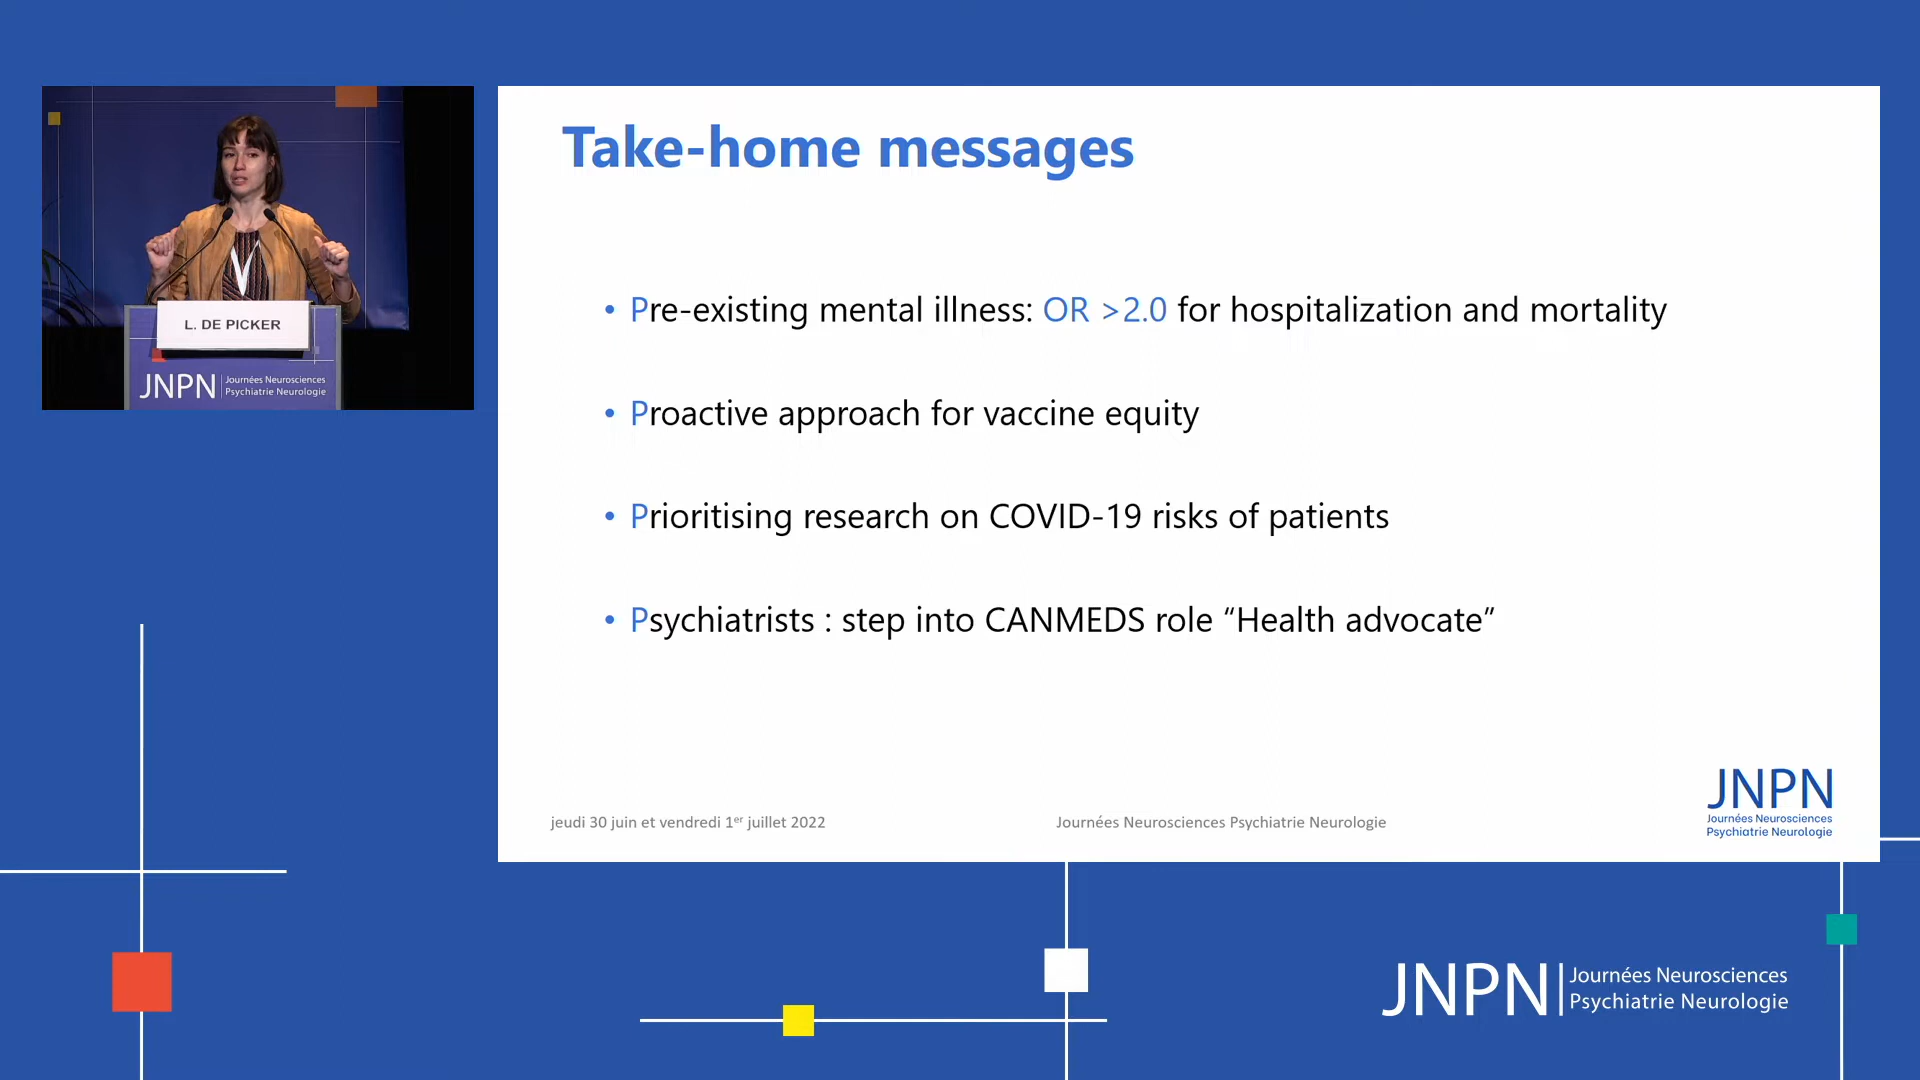 L. DE PICKER
JNPN
Journées Neurosciences
Psychiatrie Neurologie
Take-home messages
• Pre-existing mental illness: OR >2.0 for hospitalization and mortality
• Proactive approach for vaccine equity
• Prioritising research on COVID-19 risks of patients
• Psychiatrists : step into CANMEDS role “Health advocate”
jeudi 30 juin et vendredi 1er juillet 2022
Journées Neurosciences Psychiatrie Neurologie
JNPN
Journées Neurosciences
Psychiatrie Neurologie
JNPN
Journées Neurosciences
Psychiatrie Neurologie